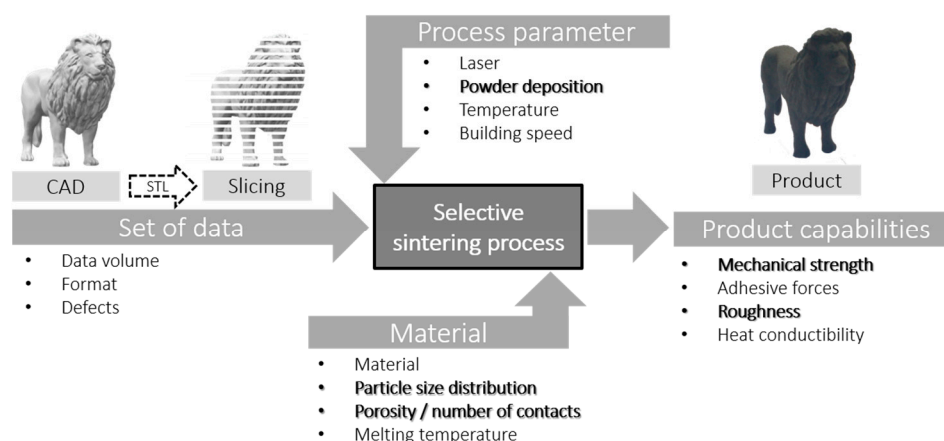 Process parameter
• Laser
• Powder deposition
• Temperature
• Building speed
CAD
STL
Slicing
Product
Set of data
• Data volume
• Format
• Defects
Selective
sintering process
Product capabilities
• Mechanical strength
• Adhesive forces
• Roughness
• Heat conductibility
Material
• Material
• Particle size distribution
• Porosity / number of contacts
• Melting temperature